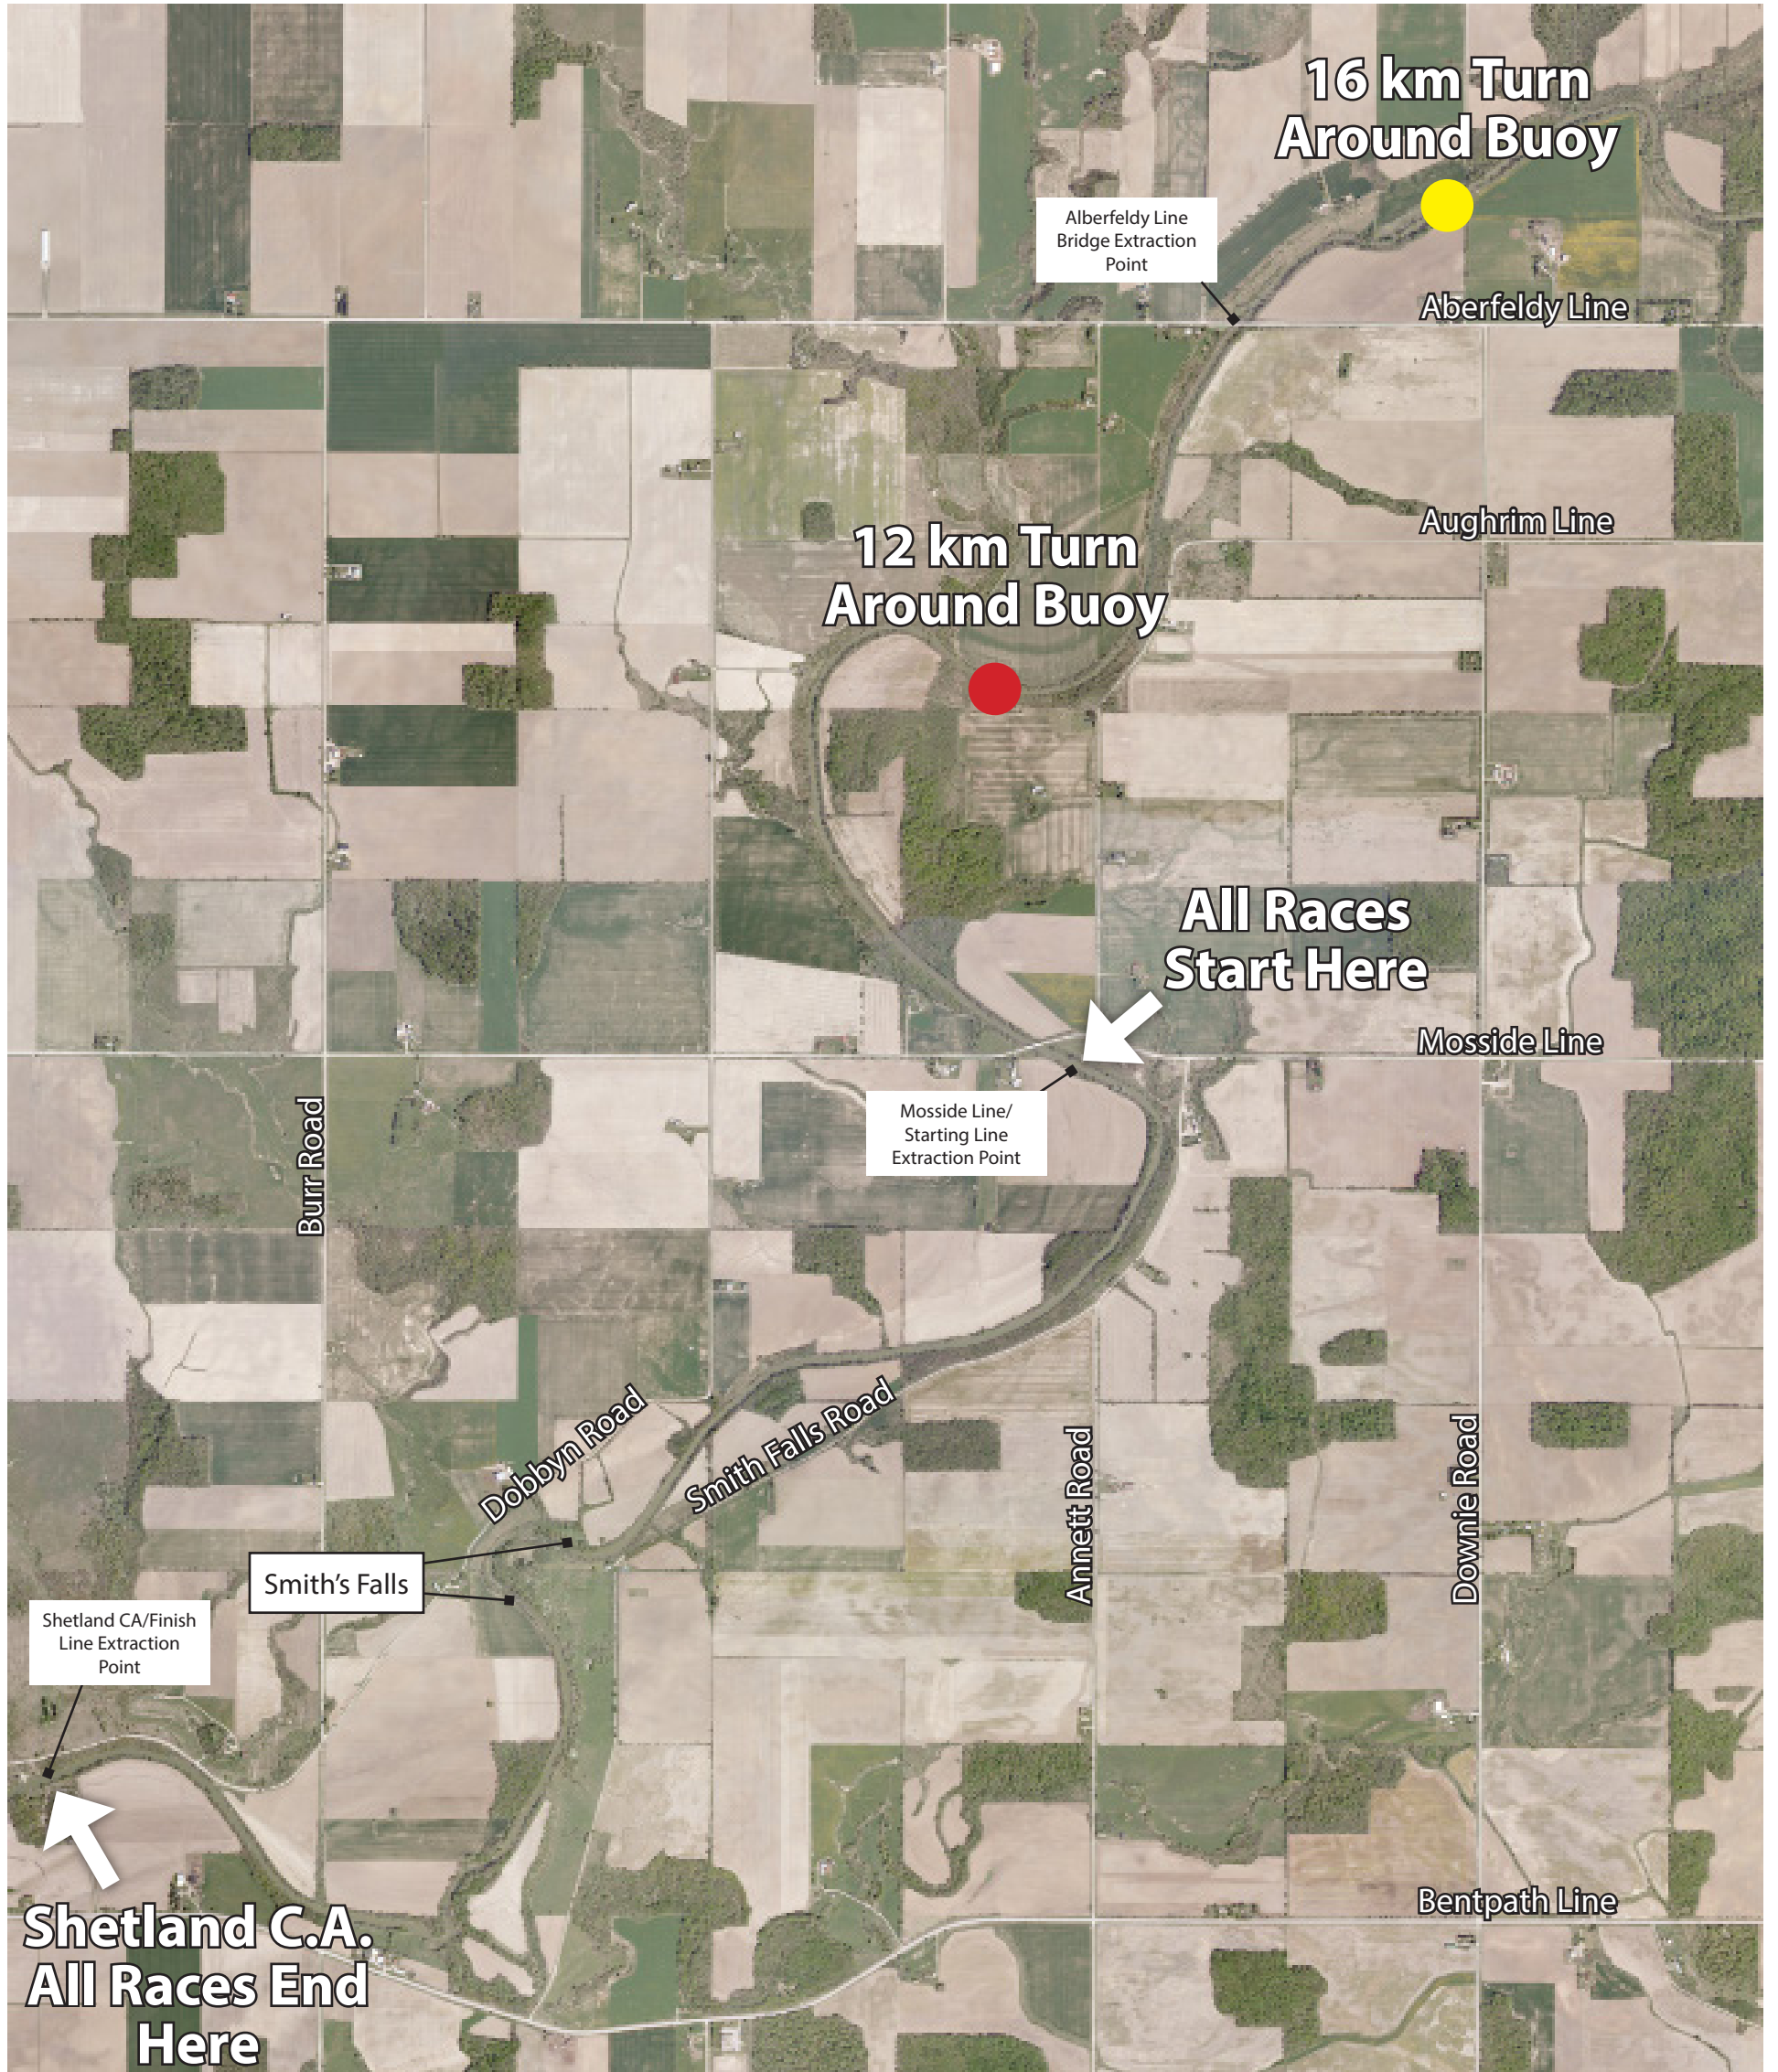 16 km Turn
Around Buoy
Alberfeldy Line
Bridge Extraction
Point
Aberfeldy Line
Aughrim Line
12 km Turn
Around Buoy
All Races
Start Here
Mosside Line
Mosside Line/
Starting Line
Extraction Point
Burr Road
Dobbyn Road
Smith Falls Road
Annett Road
Downie Road
Smith's Falls
Shetland CA/Finish
Line Extraction
Point
Bentpath Line
Shetland C.A.
All Races End
Here